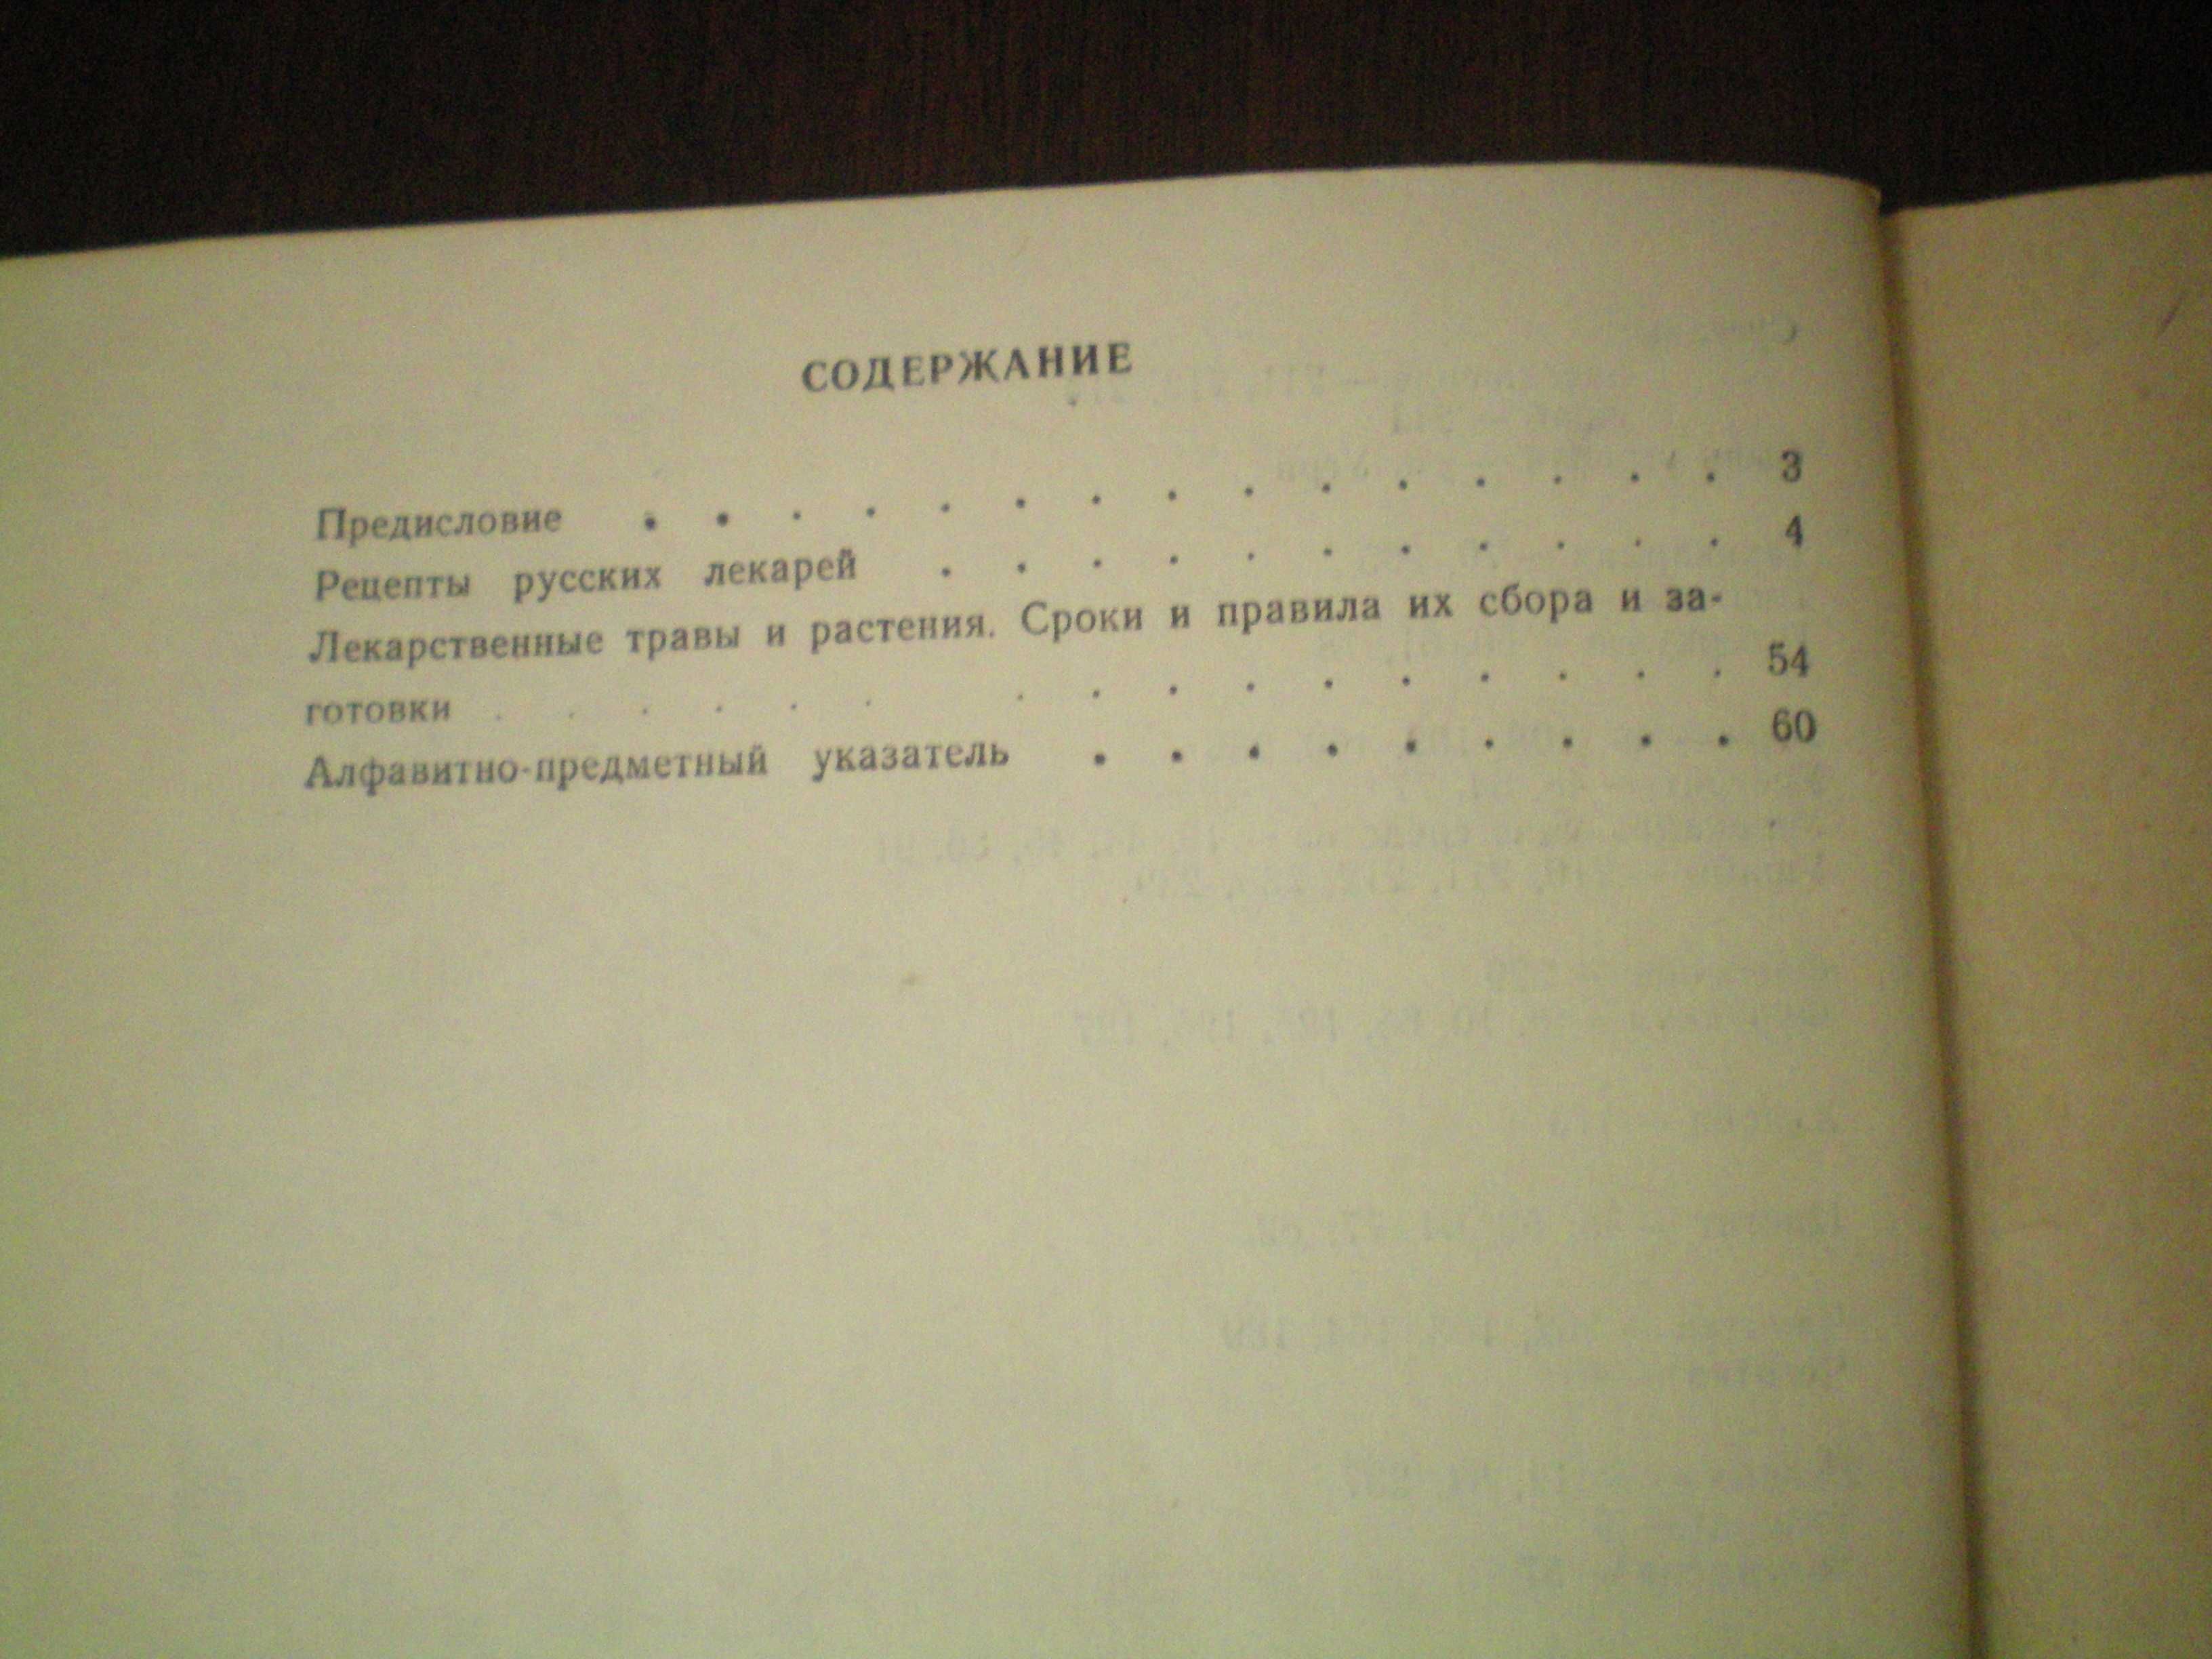 СОДЕРЖАНИЕ
Предисловие . . . . . . . . . . . . . . . 3
Рецепты русских лекарей . . . . . . . . . . . 4
Лекарственные травы и растения. Сроки и правила их сбора и за-
готовки . . . . . . . . . . . . . . . . 54
Алфавитно-предметный указатель . . . . . . . . . 60